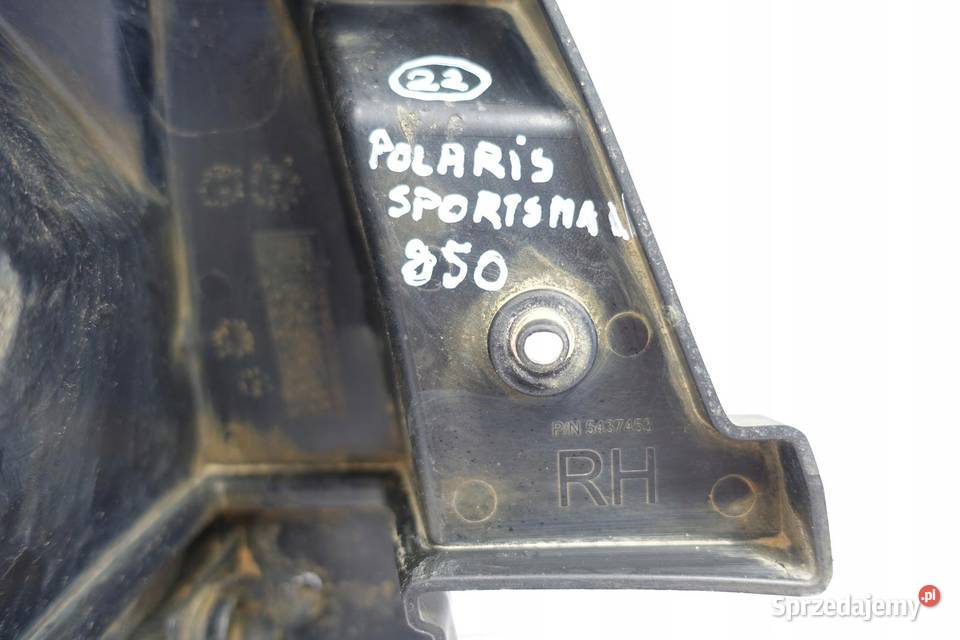 22
POLARiS
SPORTSMAN
850
P/N 5437453
RH
Sprzedajemy.pl